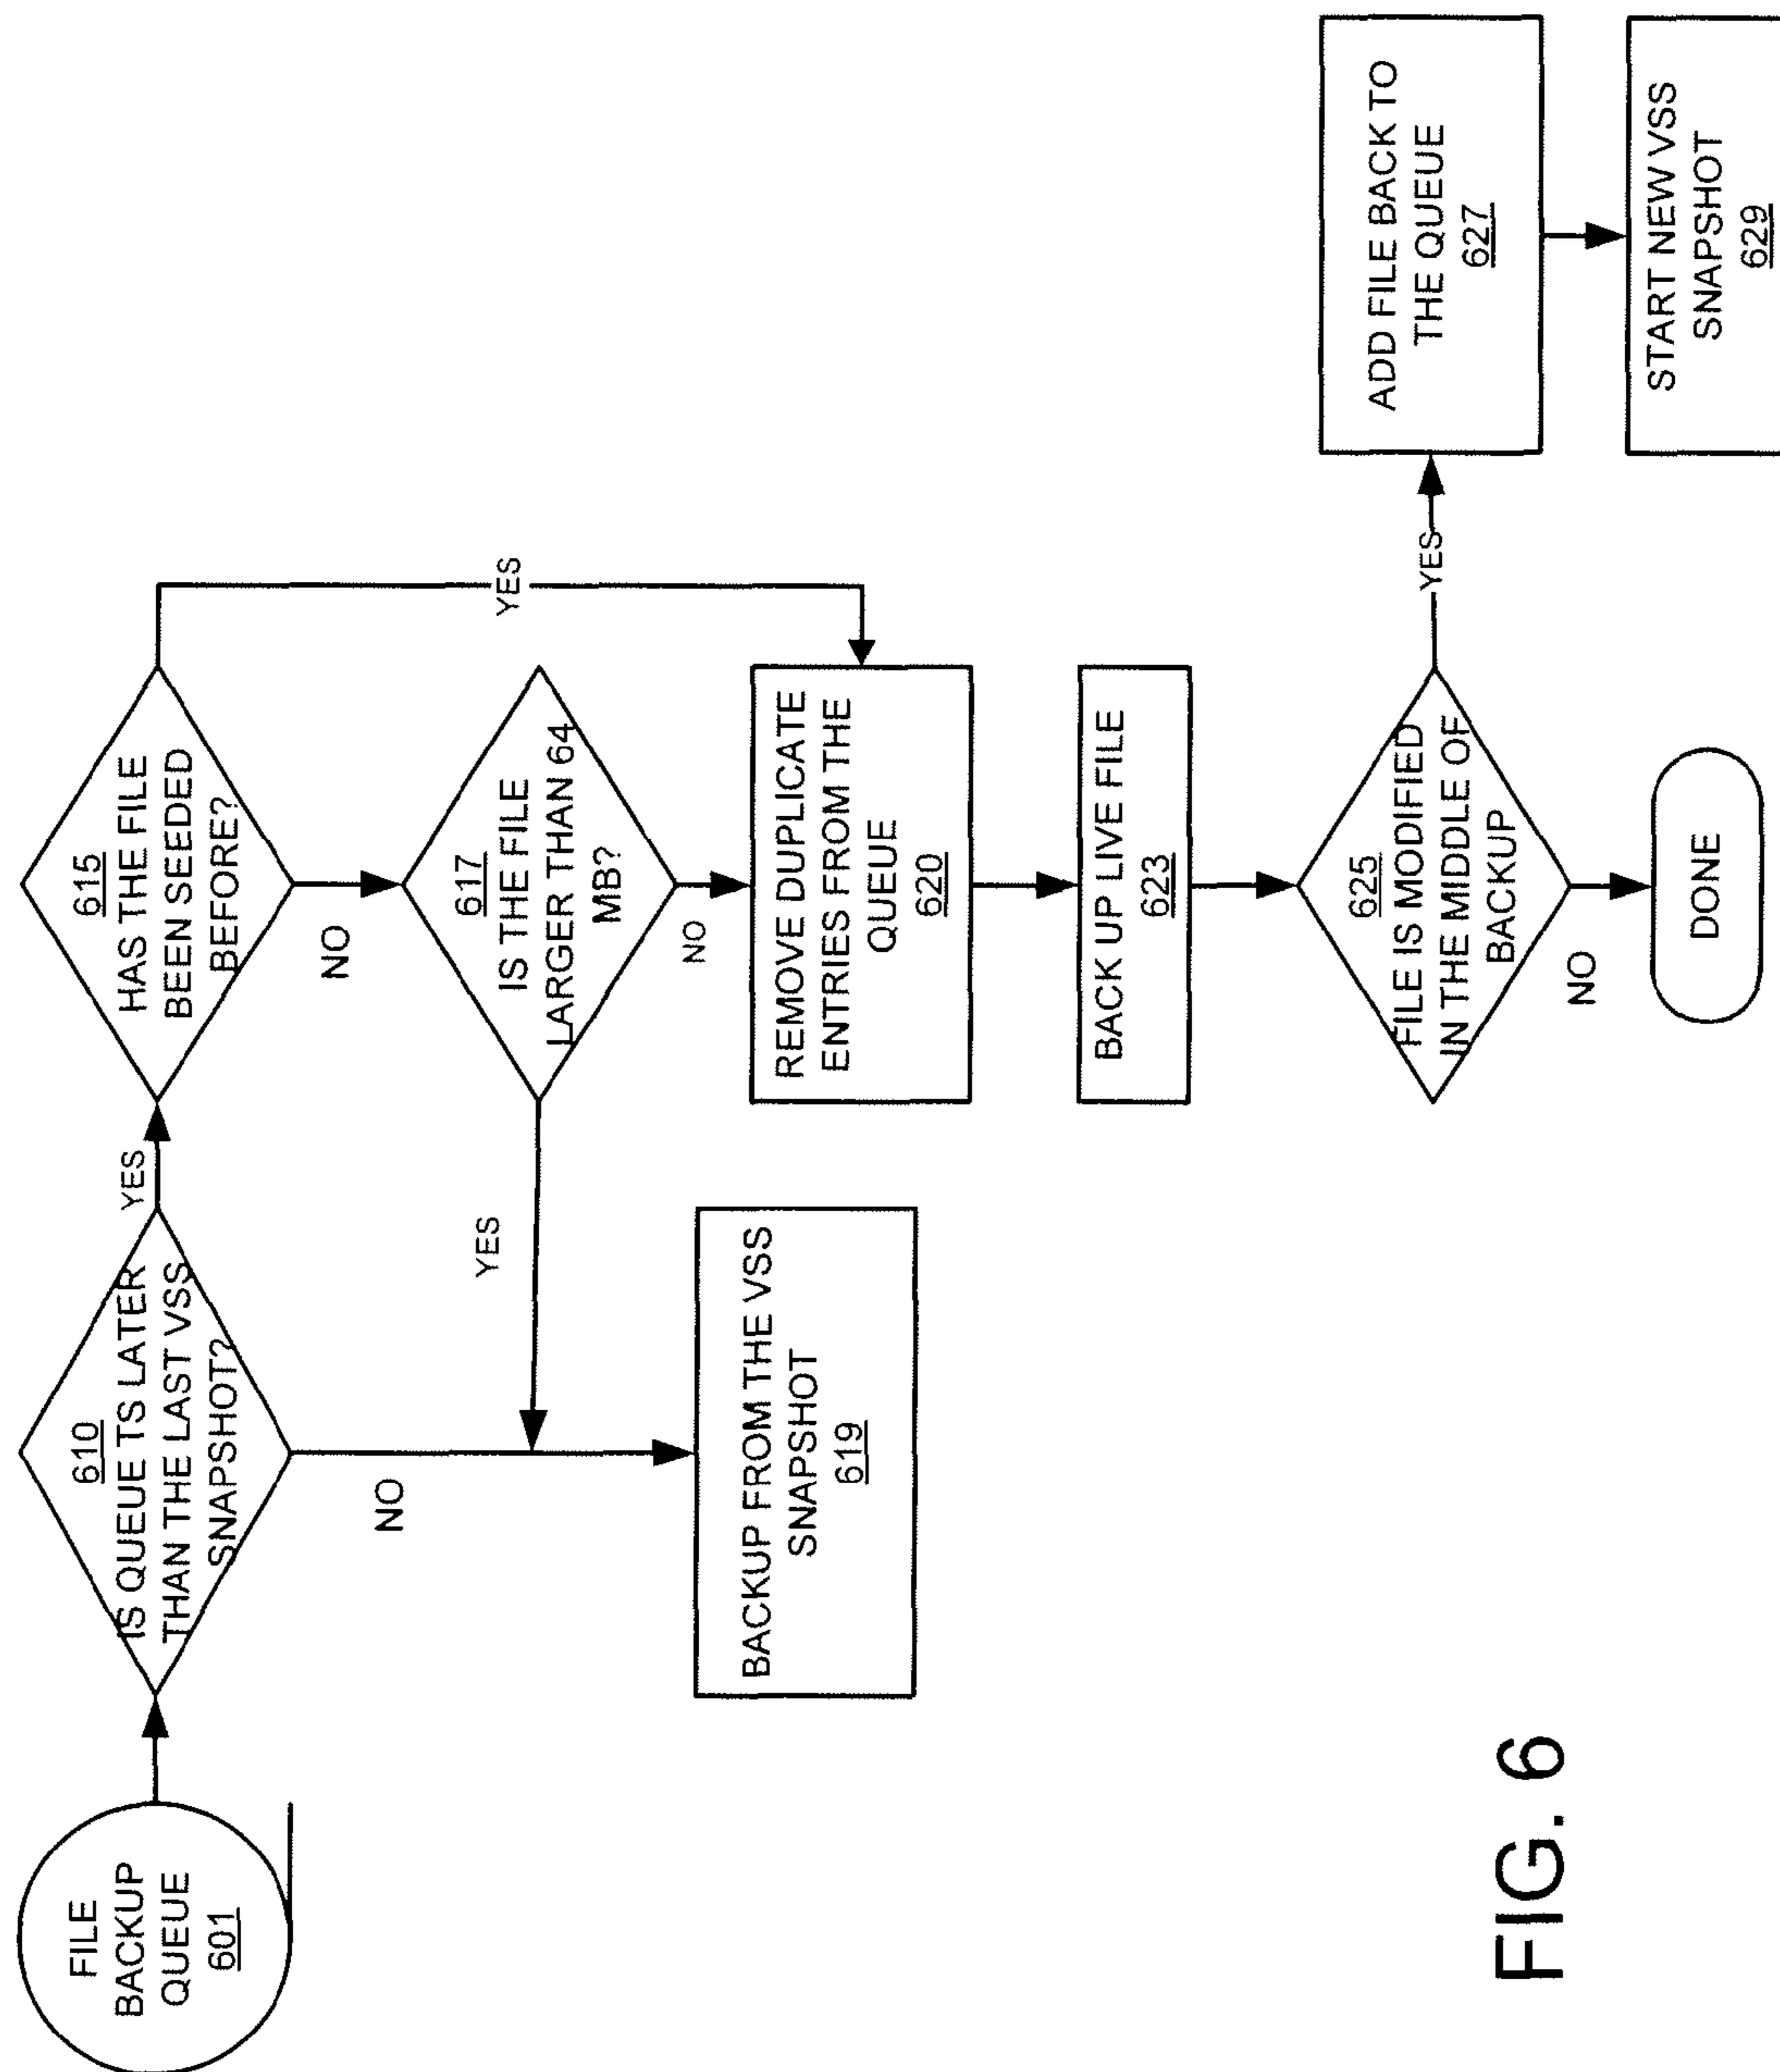 FILE
BACKUP
QUEUE
601
610
IS QUEUE TS LATER
THAN THE LAST VSS
SNAPSHOT?
YES
NO
615
HAS THE FILE
BEEN SEEDED
BEFORE?
YES
NO
617
IS THE FILE
LARGER THAN 64
MB?
YES
NO
BACKUP FROM THE VSS
SNAPSHOT
619
REMOVE DUPLICATE
ENTRIES FROM THE
QUEUE
620
BACK UP LIVE FILE
623
625
FILE IS MODIFIED
IN THE MIDDLE OF
BACKUP
YES
NO
ADD FILE BACK TO
THE QUEUE
627
START NEW VSS
SNAPSHOT
629
DONE
FIG. 6